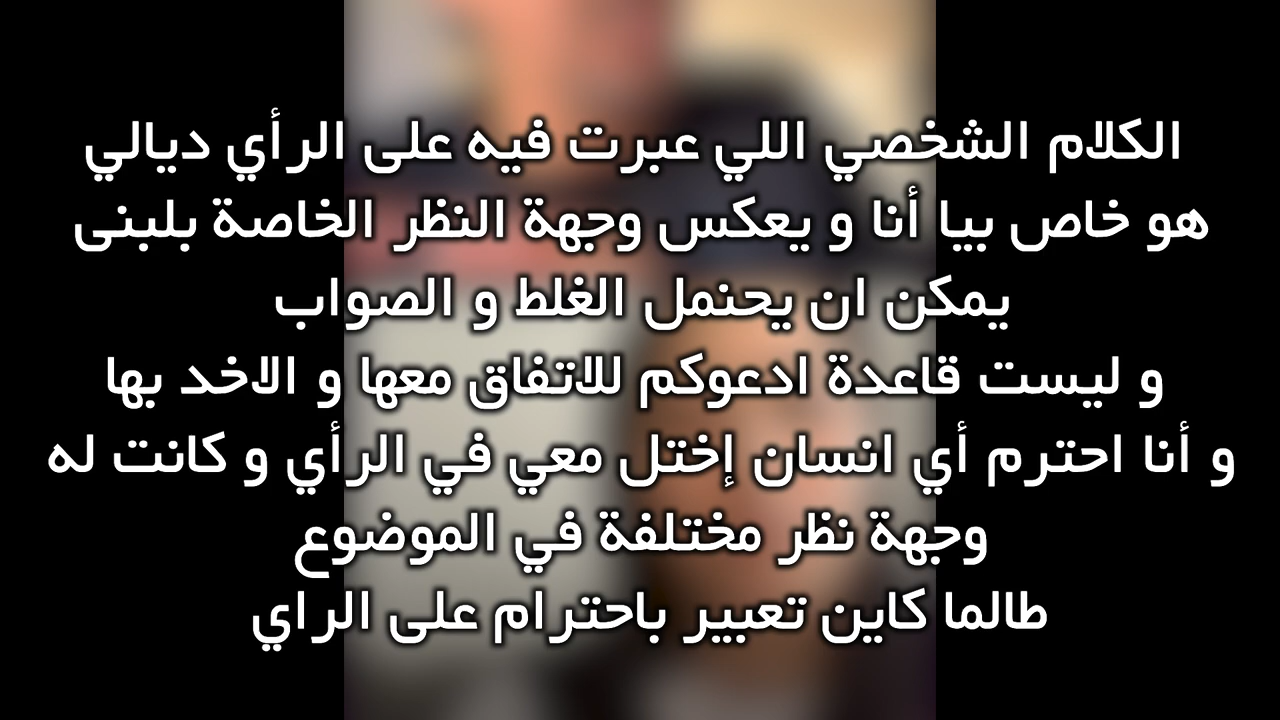 الكلام الشخصي اللي عبرت فيه على الرأي ديالي
هو خاص بيا أنا و يعكس وجهة النظر الخاصة بلبنى
يمكن ان يحنمل الغلط و الصواب
و ليست قاعدة ادعوكم للاتفاق معها و الاخد بها
و أنا احترم أي انسان إختل معي في الرأي و كانت له
وجهة نظر مختلفة في الموضوع
طالما كاين تعبير باحترام على الراي